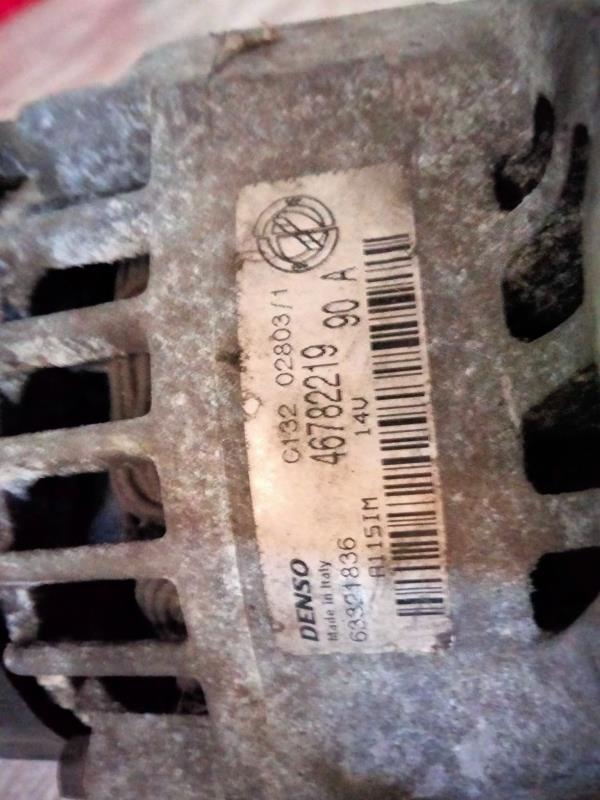 C132 02803/1
46782219 90 A
14V
DENSO
Made in Italy
63321836
A115IM